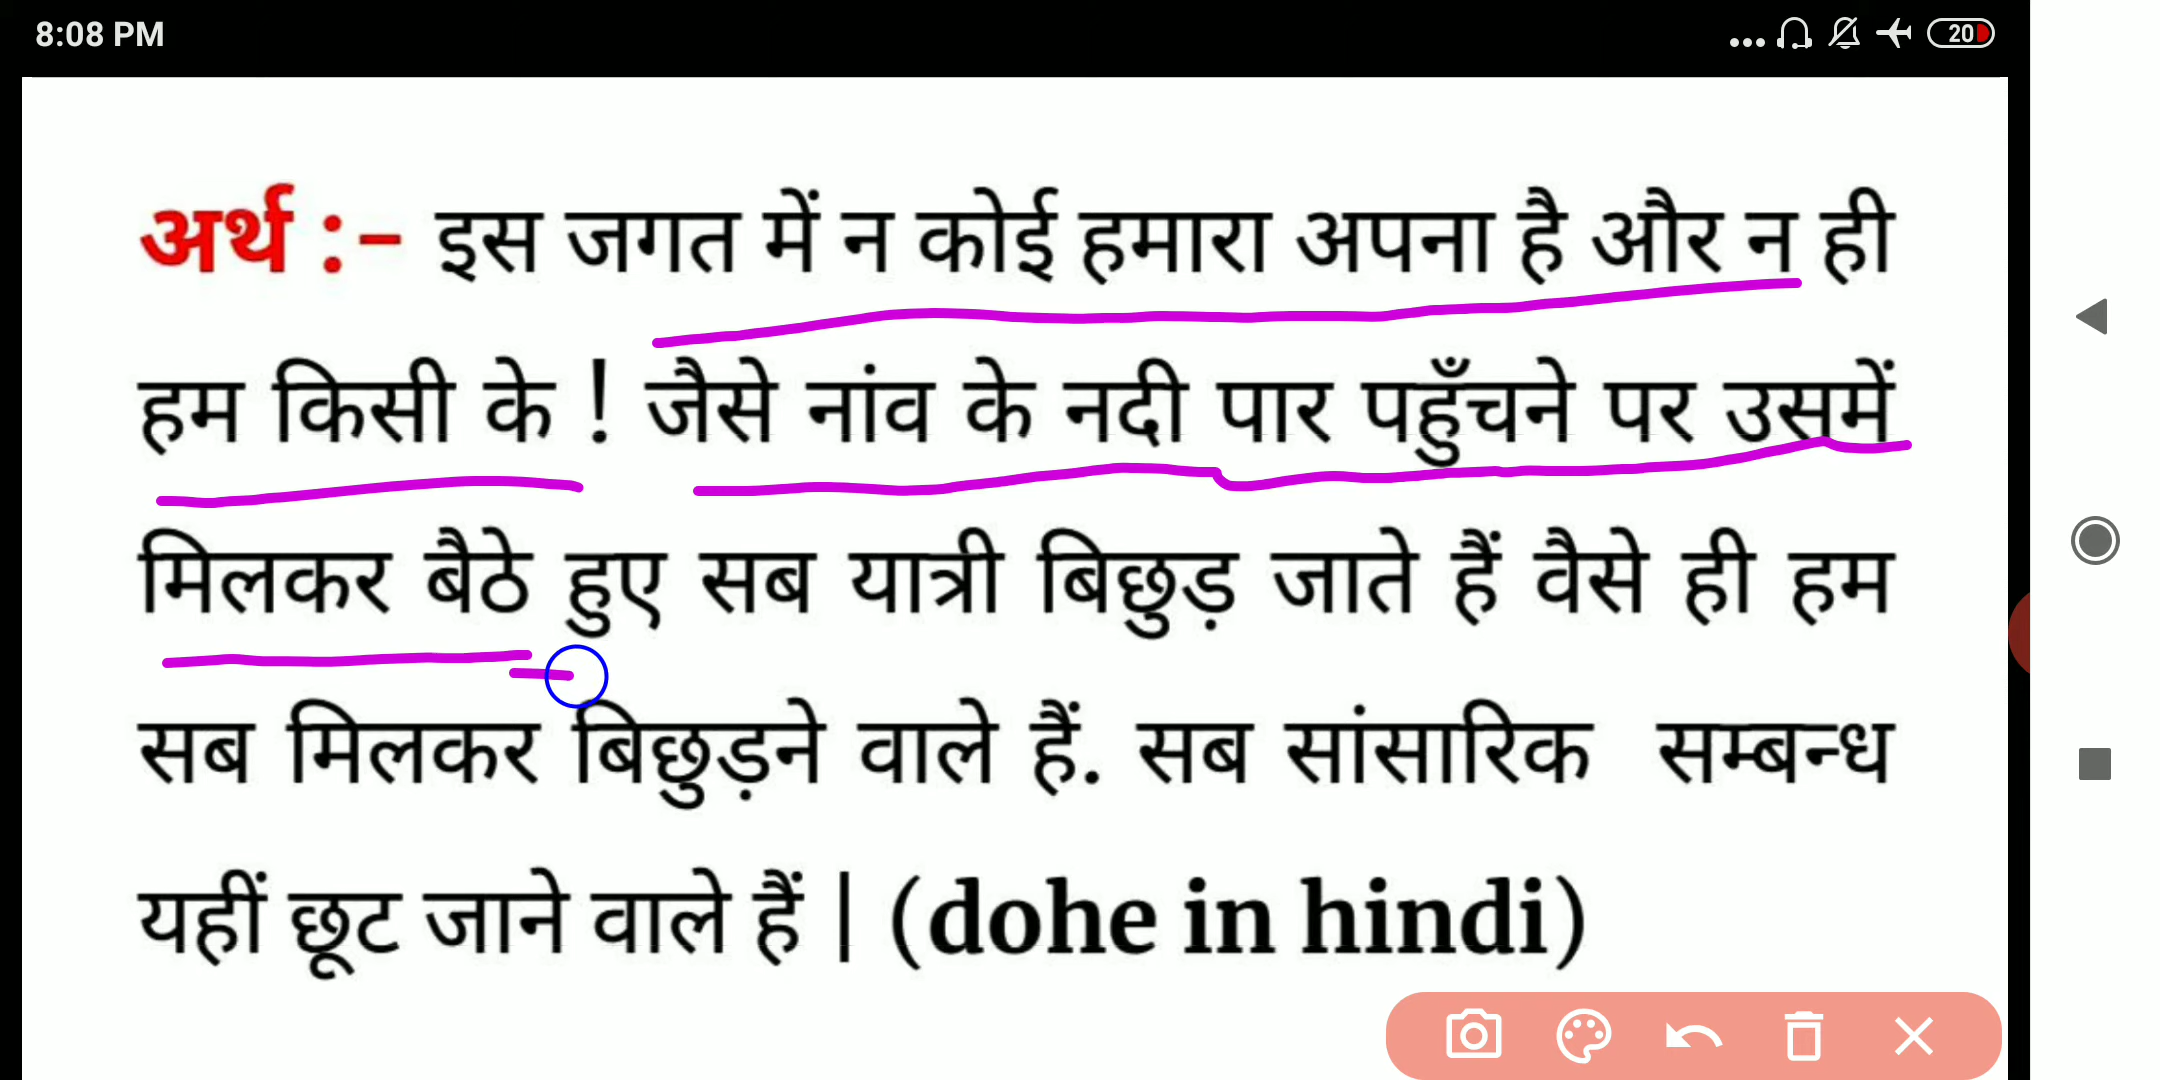 8:08 PM
20
अर्थ :- इस जगत में न कोई हमारा अपना है और न ही
हम किसी के ! जैसे नांव के नदी पार पहुँचने पर उसमें
मिलकर बैठे हुए सब यात्री बिछुड़ जाते हैं वैसे ही हम
सब मिलकर बिछुड़ने वाले हैं. सब सांसारिक सम्बन्ध
यहीं छूट जाने वाले हैं | (dohe in hindi)